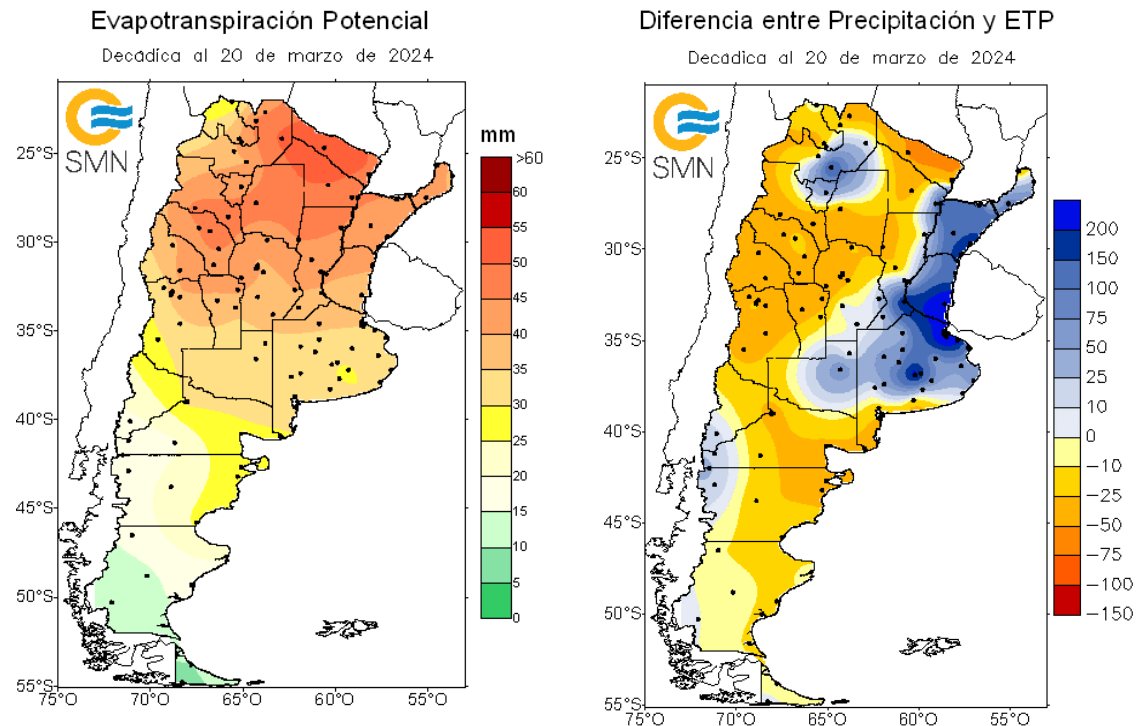 Evapotranspiración Potencial
Decádica al 20 de marzo de 2024
SMN
mm
>60
60
55
50
45
40
35
30
25
20
15
10
5
0
25°S
30°S
35°S
40°S
45°S
50°S
55°S
75°O
70°O
65°O
60°O
55°O
Diferencia entre Precipitación y ETP
Decádica al 20 de marzo de 2024
SMN
200
150
100
75
50
25
10
0
−10
−25
−50
−75
−100
−150
25°S
30°S
35°S
40°S
45°S
50°S
55°S
75°O
70°O
65°O
60°O
55°O